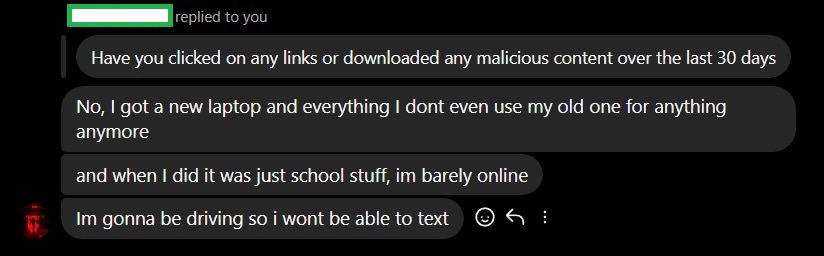 replied to you
Have you clicked on any links or downloaded any malicious content over the last 30 days
No, I got a new laptop and everything I dont even use my old one for anything
anymore
and when I did it was just school stuff, im barely online
Im gonna be driving so i wont be able to text